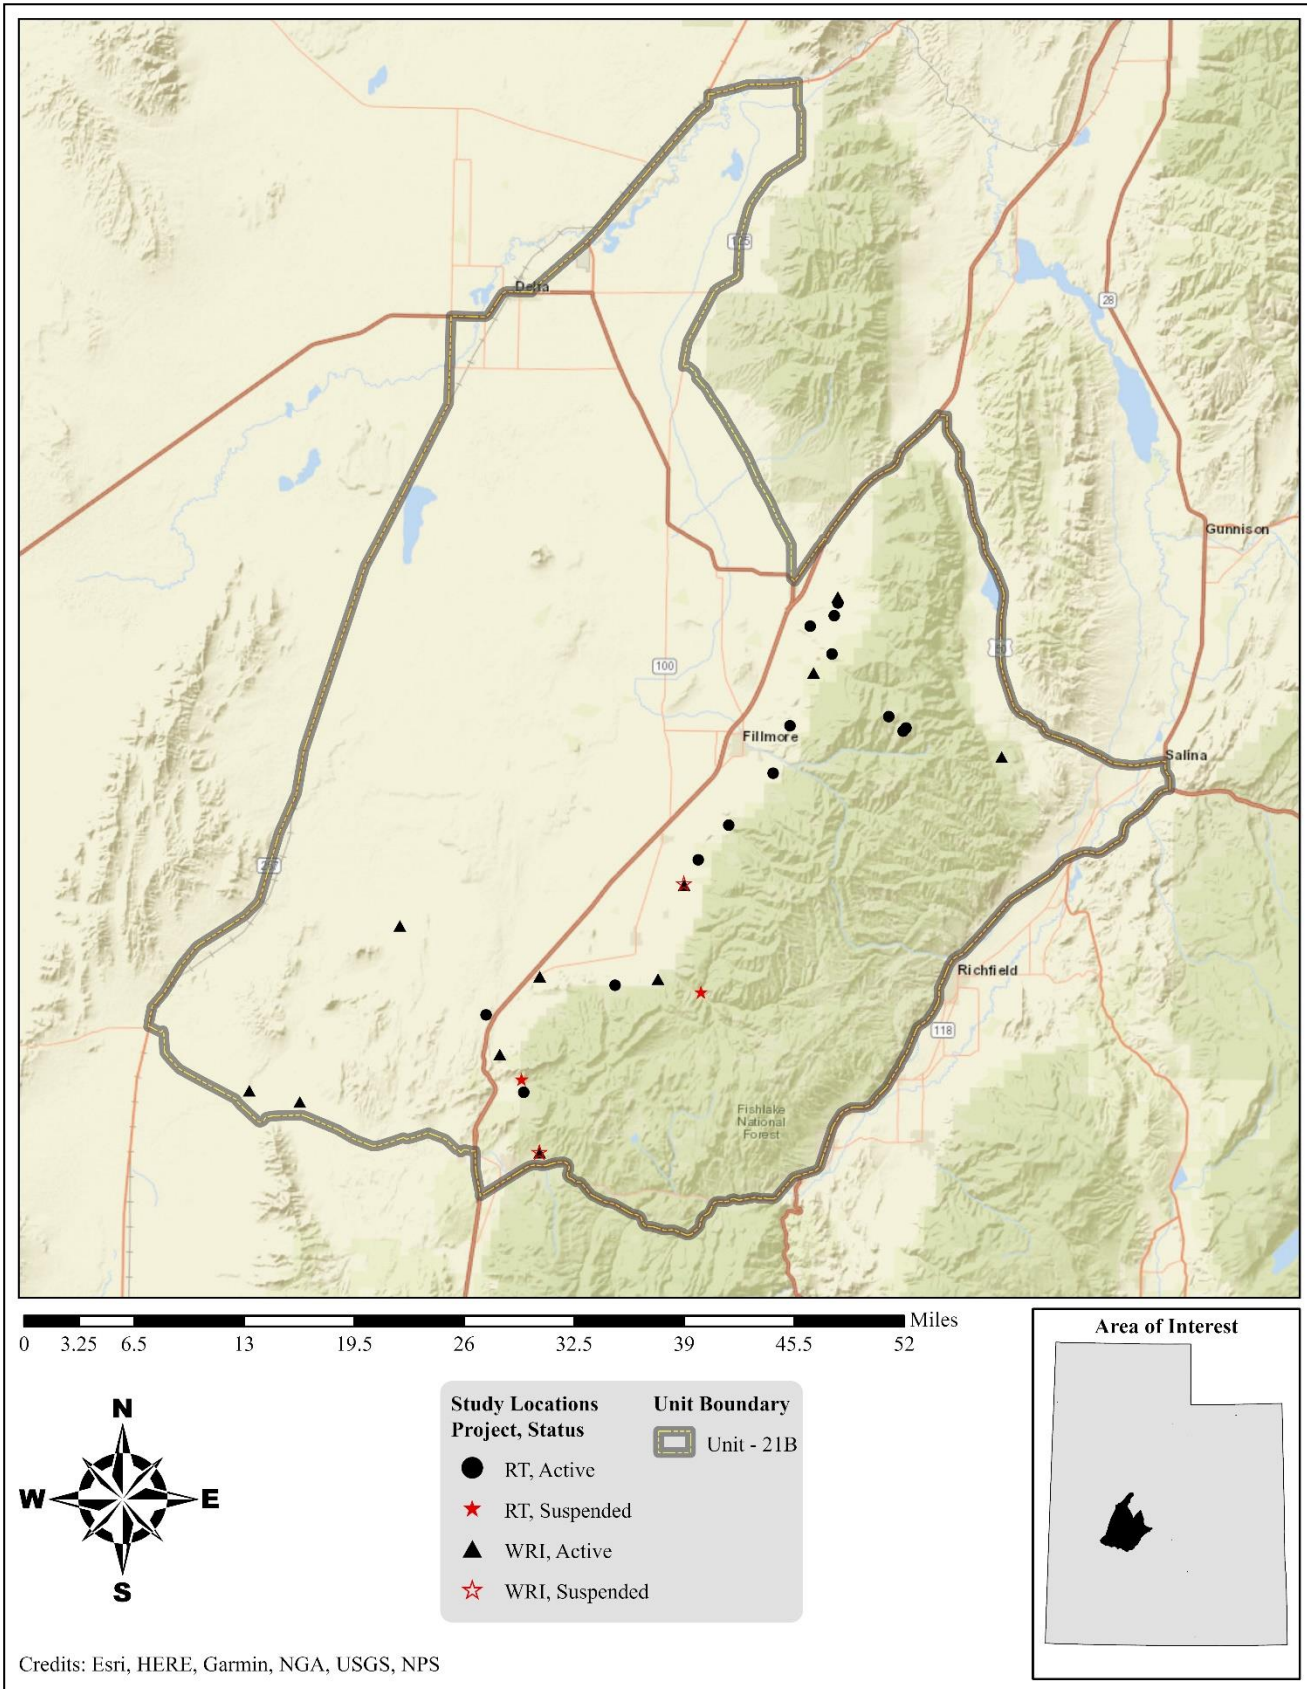 125
Delta
28
Gunnison
50
100
Fillmore
Salina
257
Richfield
118
Fishlake
National
Forest
Miles
0 3.25 6.5 13 19.5 26 32.5 39 45.5 52
Area of Interest
N
W E
S
Study Locations
Project, Status
RT, Active
RT, Suspended
WRI, Active
WRI, Suspended
Unit Boundary
Unit - 21B
Credits: Esri, HERE, Garmin, NGA, USGS, NPS